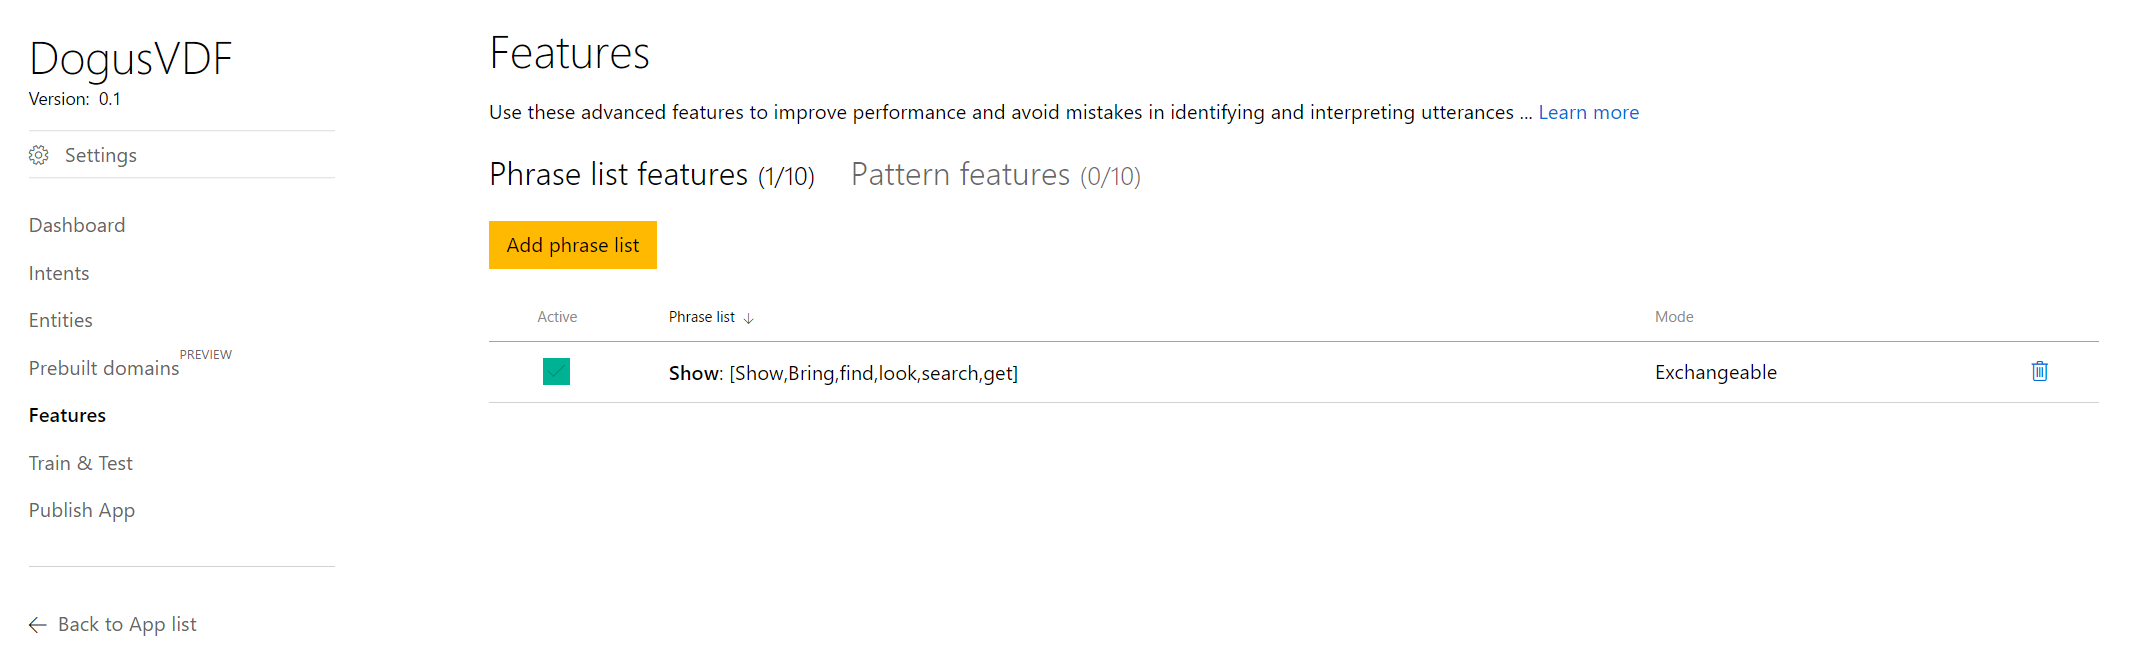 DogusVDF
Version: 0.1
Settings
Dashboard
Intents
Entities
Prebuilt domains PREVIEW
Features
Train & Test
Publish App
Back to App list
Features
Use these advanced features to improve performance and avoid mistakes in identifying and interpreting utterances ... Learn more
Phrase list features (1/10) Pattern features (0/10)
Add phrase list
Active Phrase list Mode
Show: [Show,Bring,find,look,search,get] Exchangeable